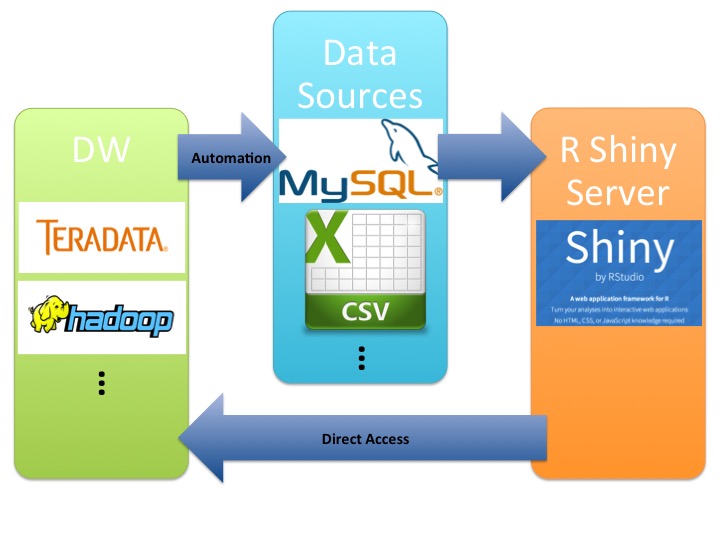 Data
Sources
DW
Automation
MySQL®
R Shiny
Server
TERADATA®
X
CSV
Shiny
by RStudio
A web application framework for R
Turn your analyses into interactive web applications
No HTML, CSS, or JavaScript knowledge required
hadoop
Direct Access